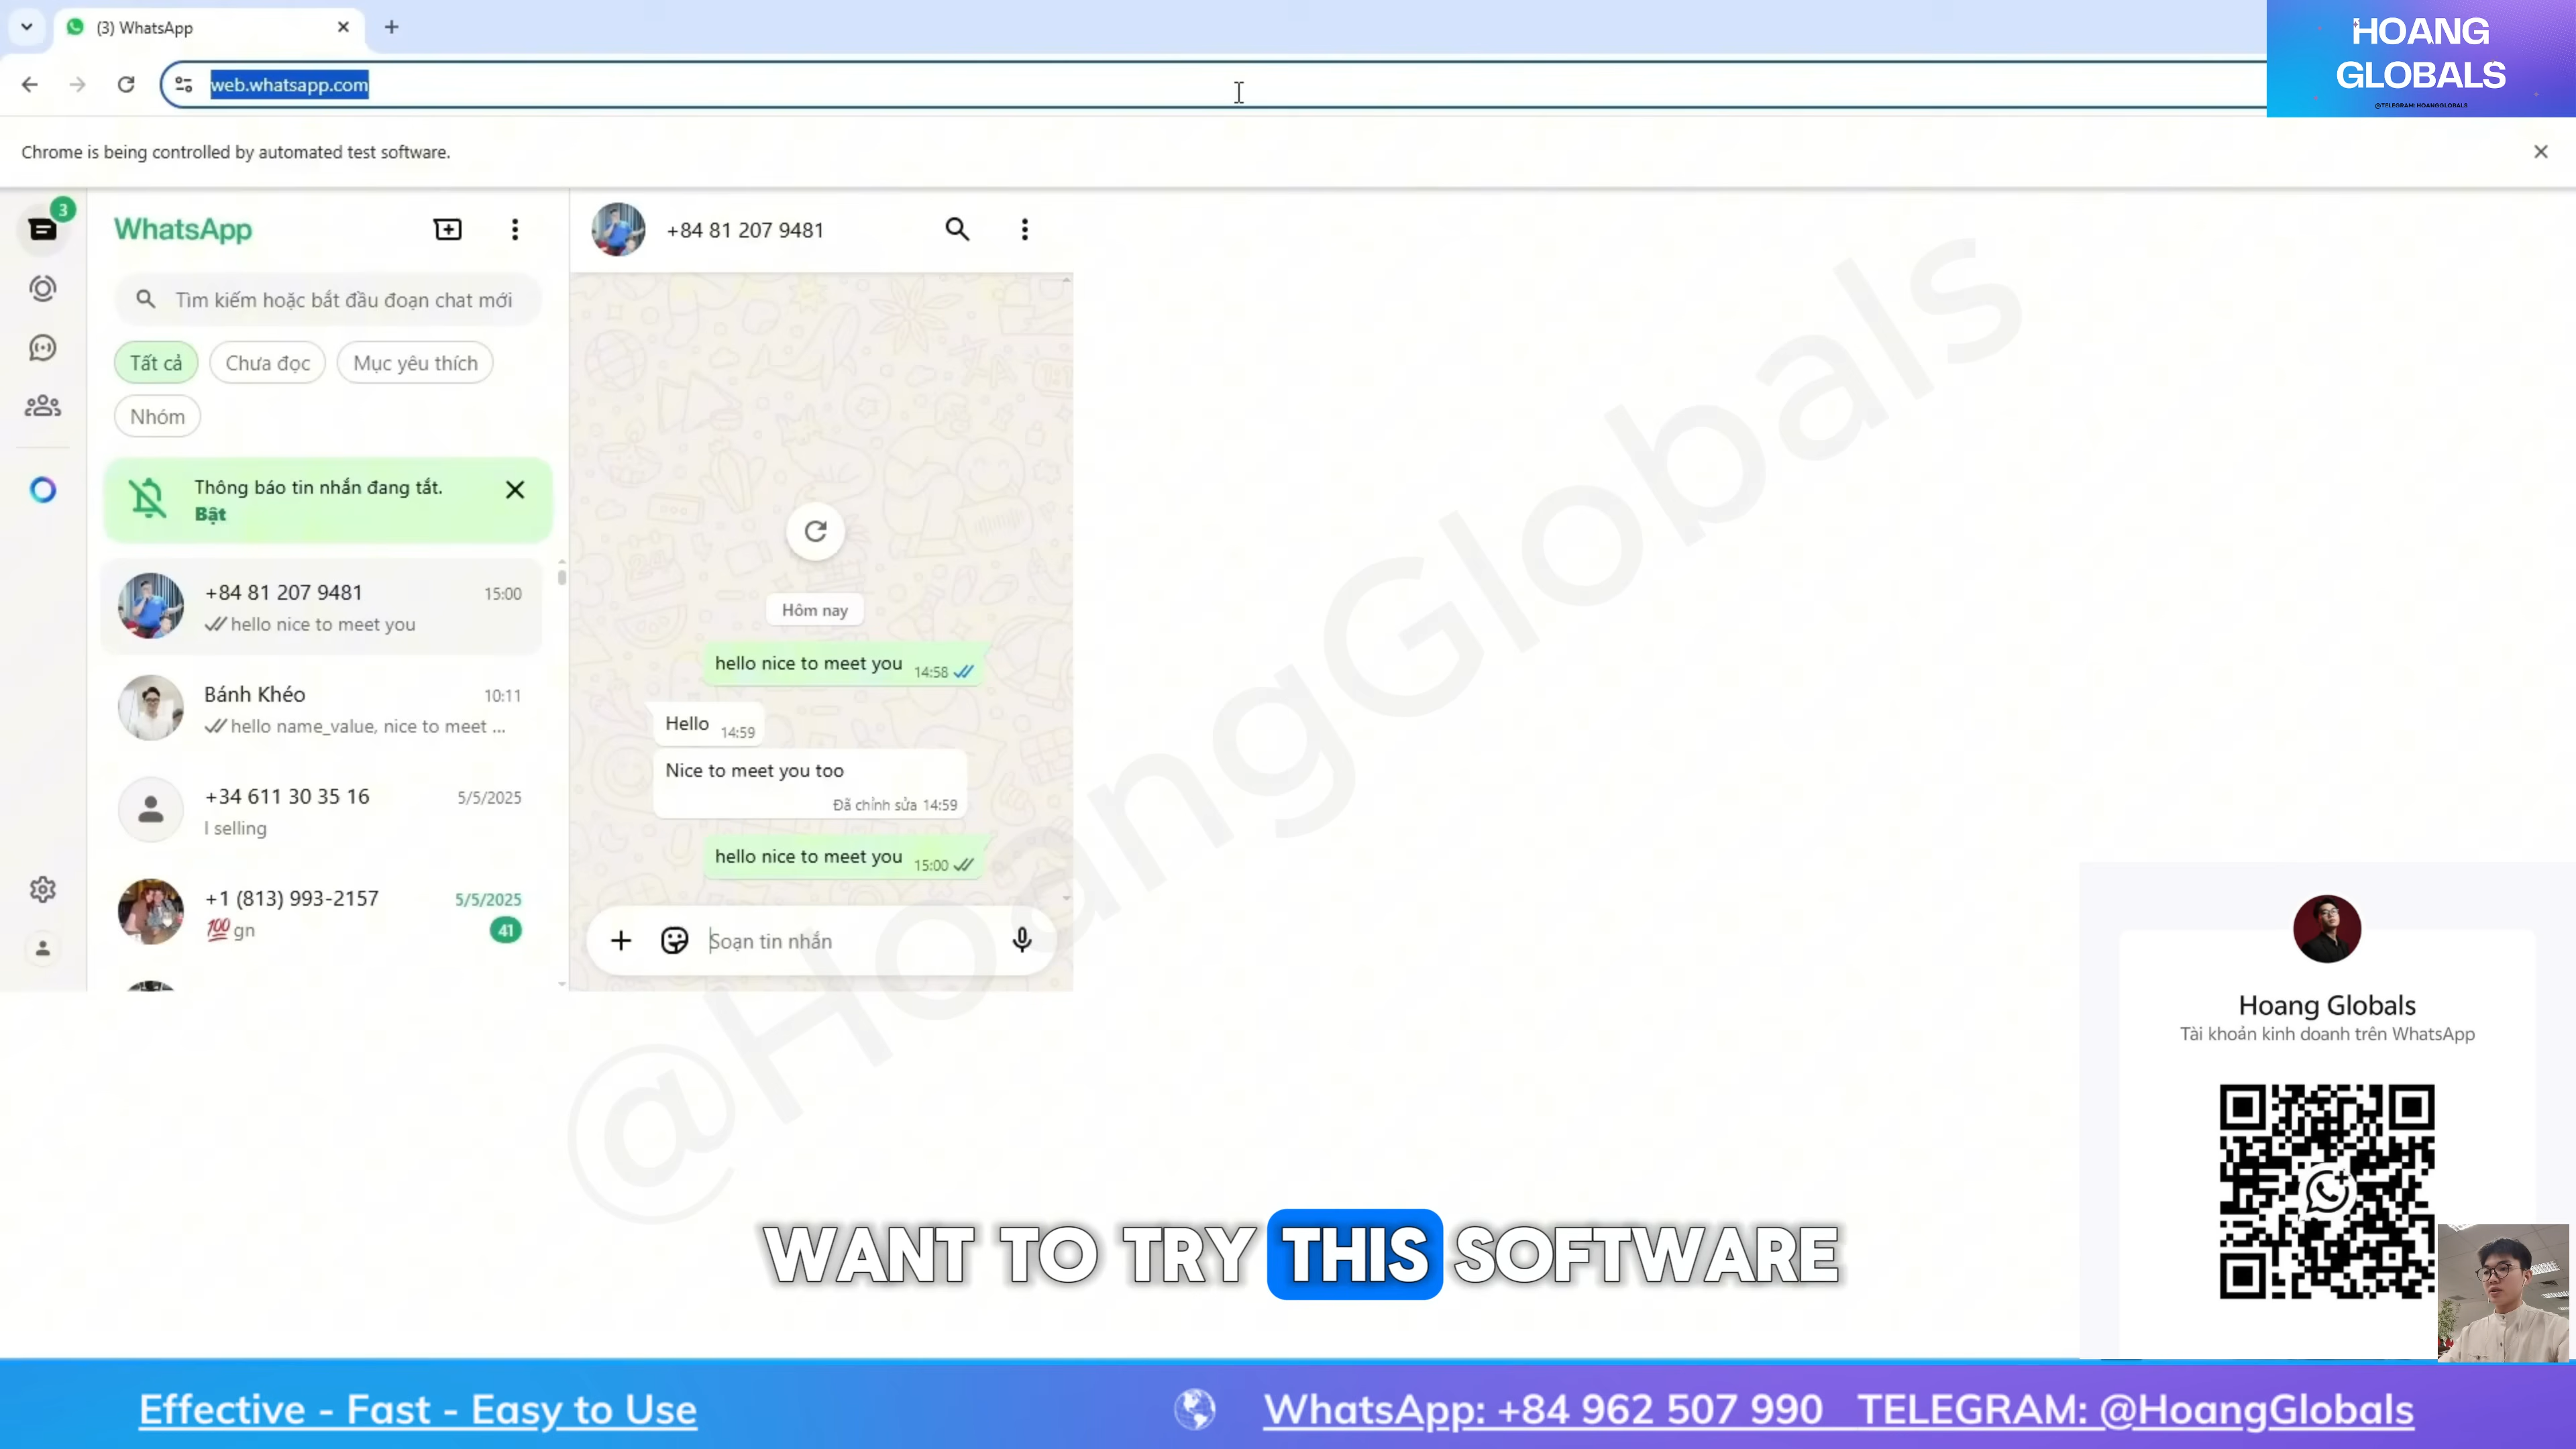 (3) WhatsApp
web.whatsapp.com
HOANG
GLOBALS
@TELEGRAM: HOANGGLOBALS
Chrome is being controlled by automated test software.
3
WhatsApp
Tìm kiếm hoặc bắt đầu đoạn chat mới
Tất cả
Chưa đọc
Mục yêu thích
Nhóm
Thông báo tin nhắn đang tắt.
Bật
+84 81 207 9481
15:00
hello nice to meet you
Bánh Khéo
10:11
hello name_value, nice to meet ...
+34 611 30 35 16
5/5/2025
I selling
+1 (813) 993-2157
5/5/2025
💯 gn
41
+84 81 207 9481
Hôm nay
hello nice to meet you 14:58
Hello 14:59
Nice to meet you too
Đã chỉnh sửa 14:59
hello nice to meet you 15:00
Soạn tin nhắn
@HoangGlobals
Hoang Globals
Tài khoản kinh doanh trên WhatsApp
WANT TO TRY THIS SOFTWARE
Effective - Fast - Easy to Use
WhatsApp: +84 962 507 990 TELEGRAM: @HoangGlobals